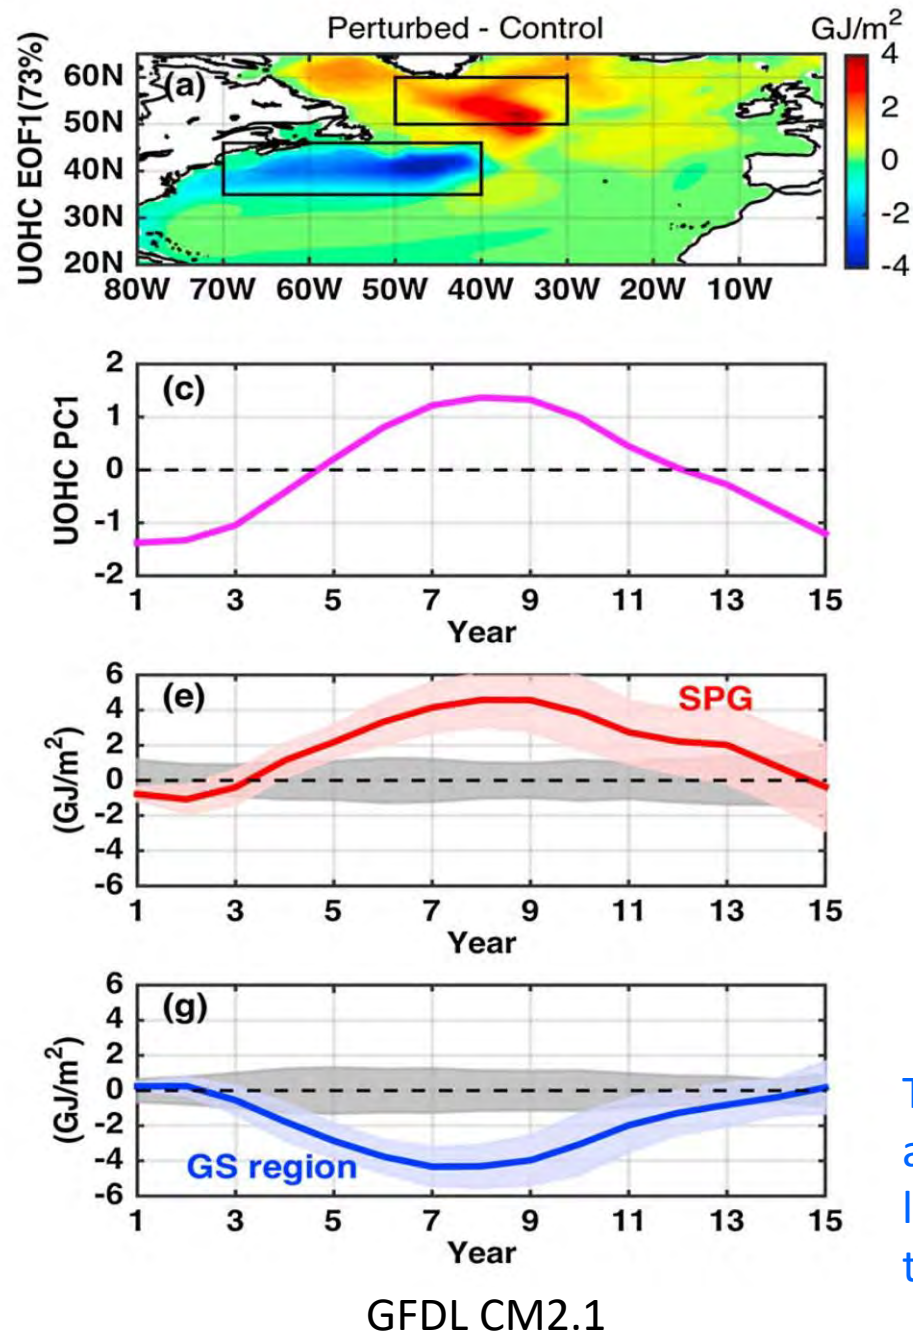 Perturbed - Control
GJ/m²
UOHC EOF1(73%)
(a)
60N
50N
40N
30N
20N
80W 70W 60W 50W 40W 30W 20W 10W
4
2
0
-2
-4
UOHC PC1
(c)
2
1
0
-1
-2
1 3 5 7 9 11 13 15
Year
(GJ/m²)
(e)
SPG
6
4
2
0
-2
-4
-6
1 3 5 7 9 11 13 15
Year
(GJ/m²)
(g)
GS region
6
4
2
0
-2
-4
-6
1 3 5 7 9 11 13 15
Year
GFDL CM2.1